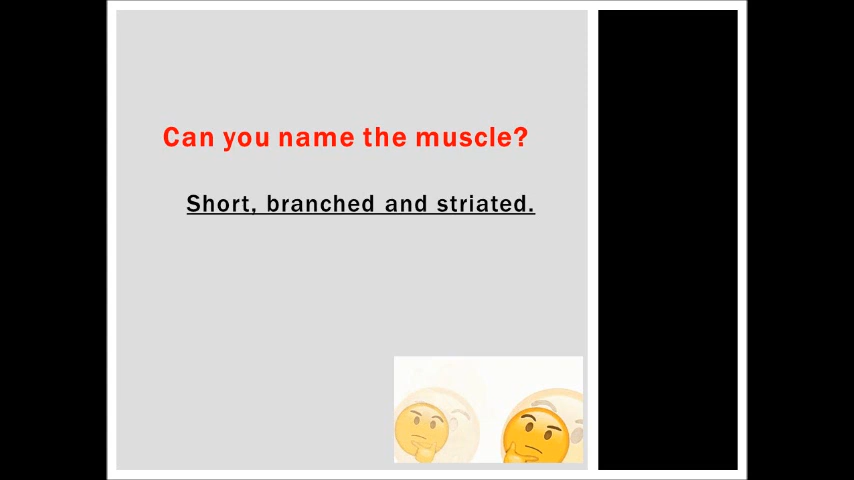 Can you name the muscle?
Short, branched and striated.